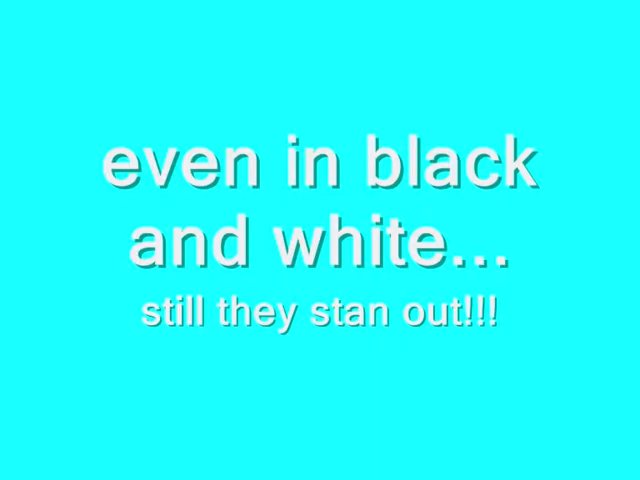 even in black
and white...
still they stan out!!!